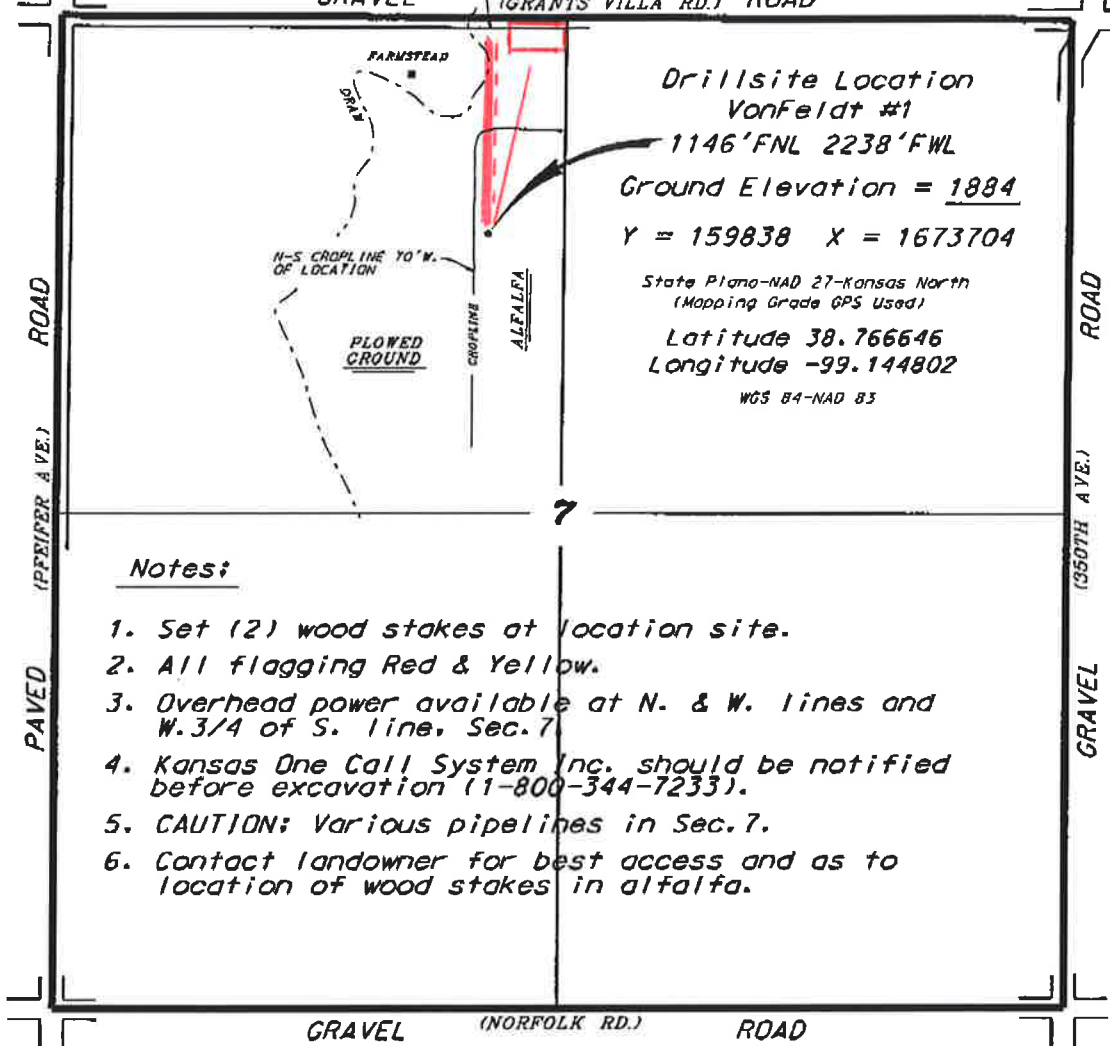 GRAVEL (GRANTS VILLA RD.) ROAD
FARMSTEAD
DRAW
Drillsite Location
VonFeldt #1
1146'FNL 2238'FWL
Ground Elevation = 1884
Y = 159838 X = 1673704
State Plane-NAD 27-Kansas North
(Mapping Grade GPS Used)
Latitude 38.766646
Longitude -99.144802
WGS 84-NAD 83
N-S CROPLINE 70'W.
OF LOCATION
PLOWED
GROUND
CROPLINE
ALFALFA
PAVED (PFEIFER AVE.) ROAD
GRAVEL (350TH AVE.) ROAD
7
Notes:
1. Set (2) wood stakes at location site.
2. All flagging Red & Yellow.
3. Overhead power available at N. & W. lines and
W.3/4 of S. line, Sec.7
4. Kansas One Call System Inc. should be notified
before excavation (1-800-344-7233).
5. CAUTION: Various pipelines in Sec.7.
6. Contact landowner for best access and as to
location of wood stakes in alfalfa.
GRAVEL (NORFOLK RD.) ROAD